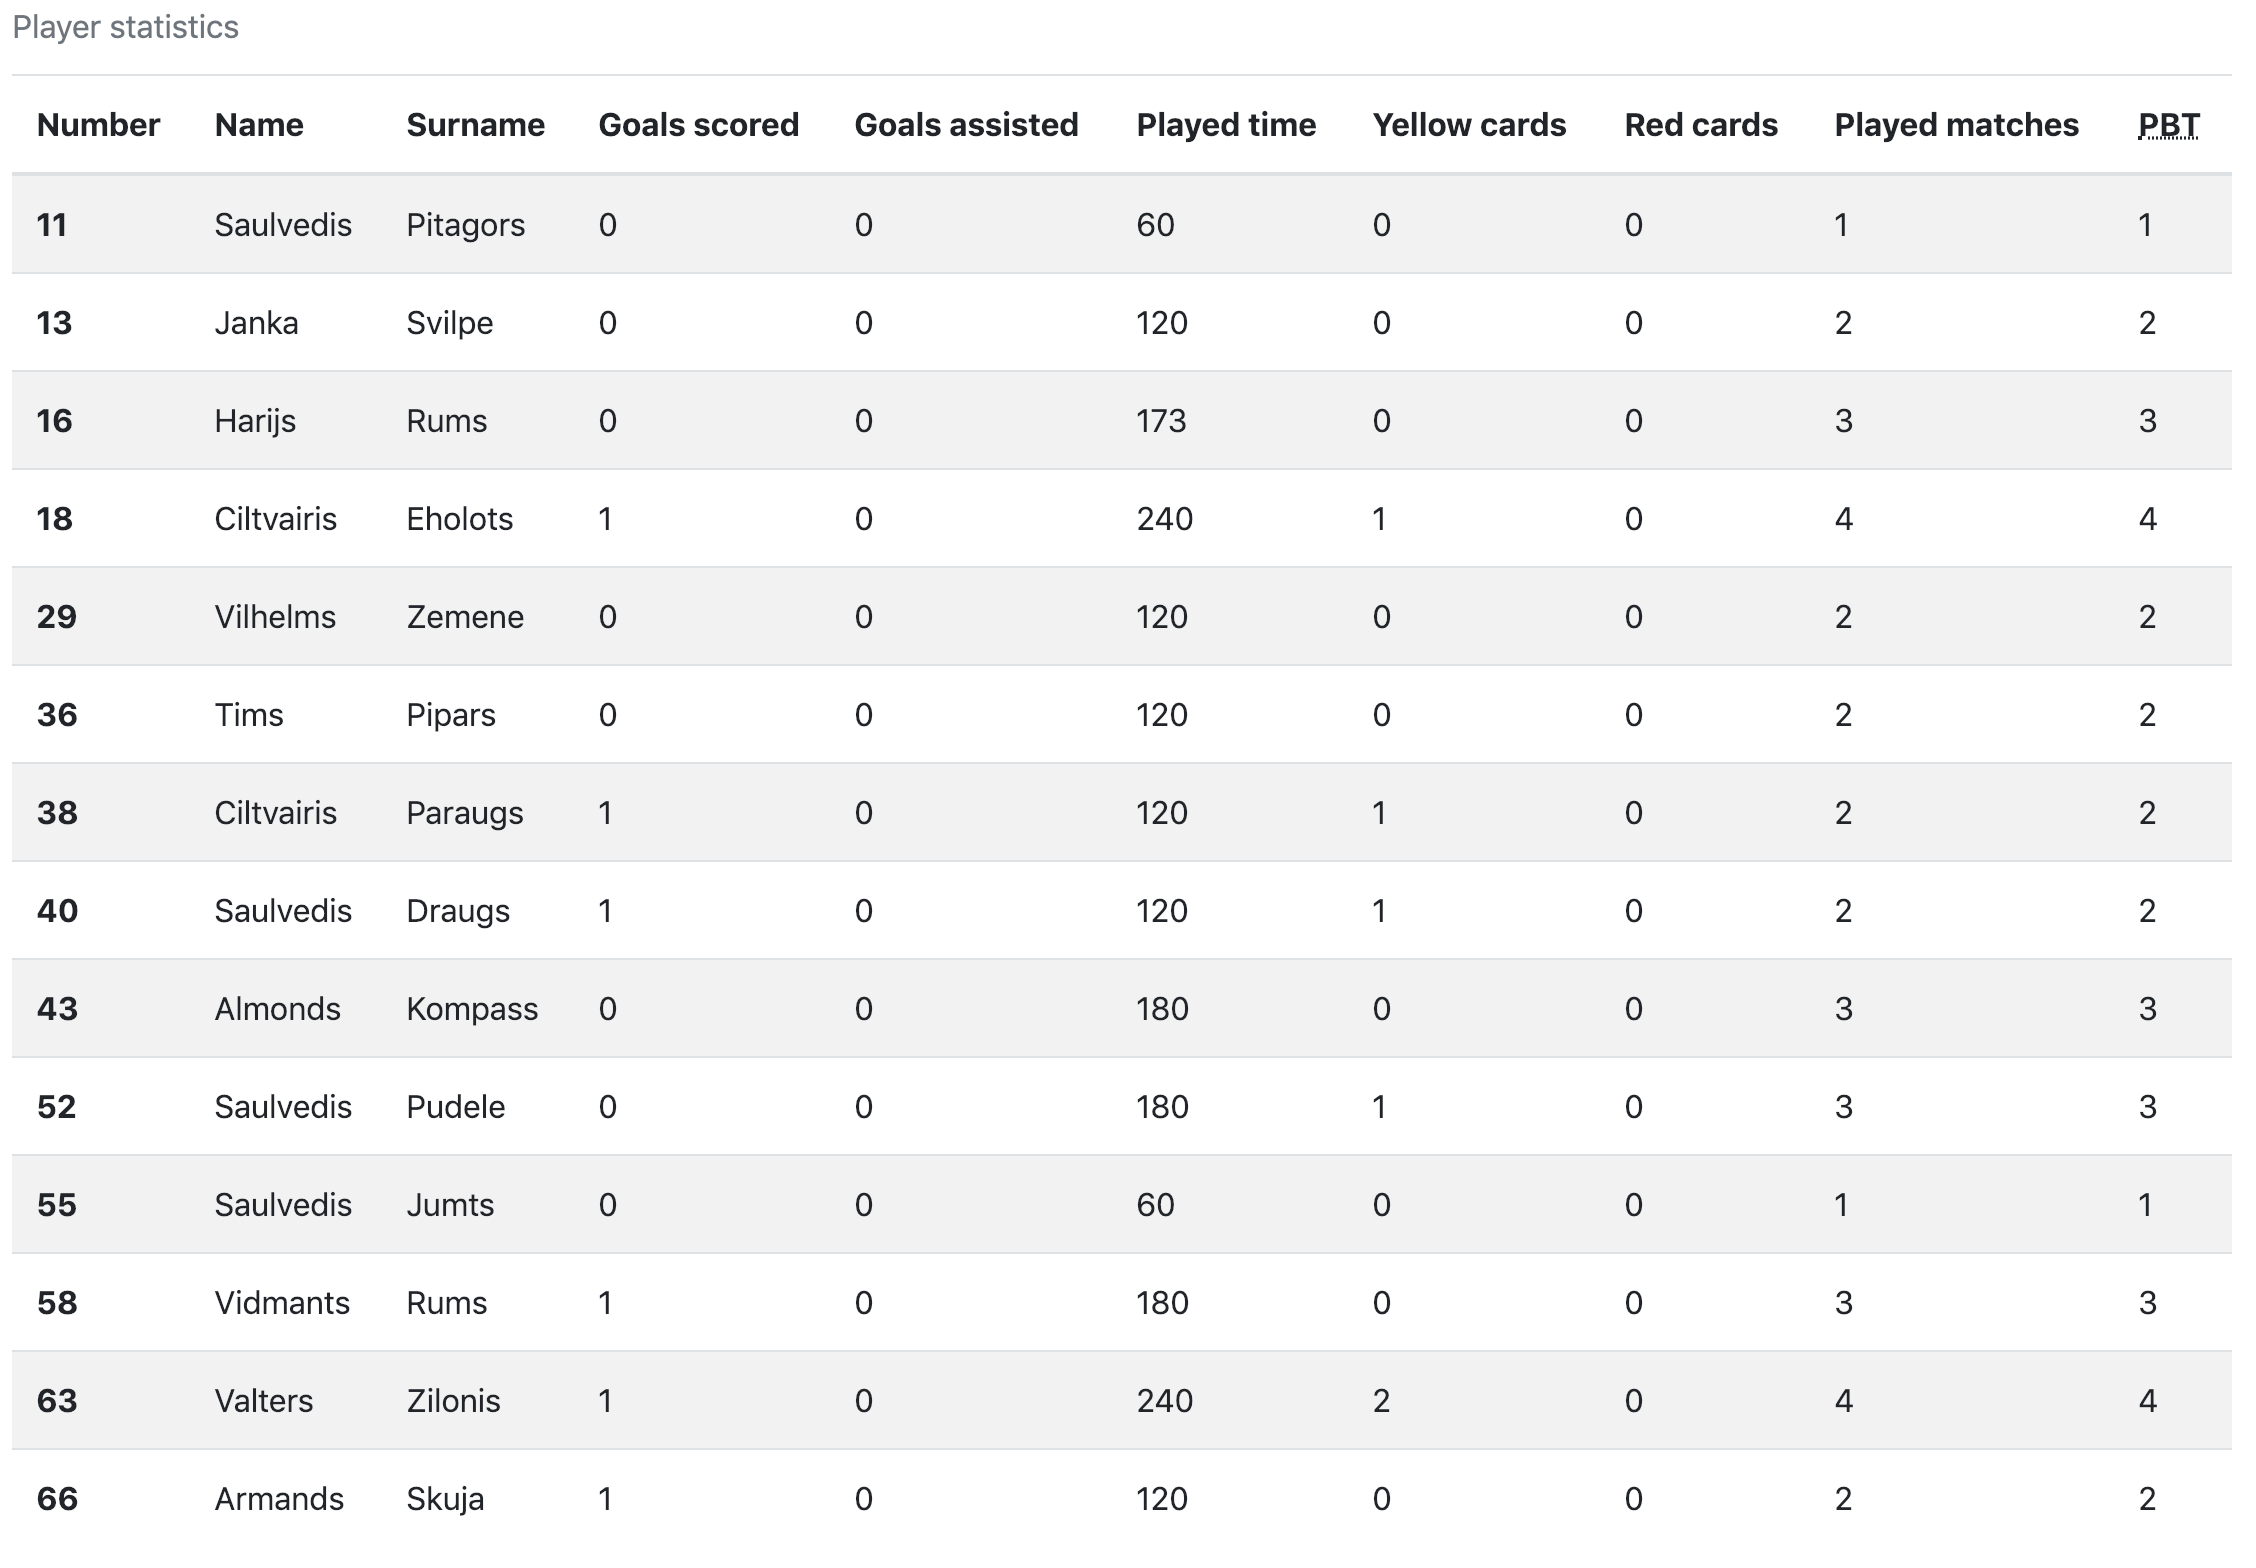 Player statistics
Number Name Surname Goals scored Goals assisted Played time Yellow cards Red cards Played matches PBT
11 Saulvedis Pitagors 0 0 60 0 0 1 1
13 Janka Svilpe 0 0 120 0 0 2 2
16 Harijs Rums 0 0 173 0 0 3 3
18 Ciltvairis Eholots 1 0 240 1 0 4 4
29 Vilhelms Zemene 0 0 120 0 0 2 2
36 Tims Pipars 0 0 120 0 0 2 2
38 Ciltvairis Paraugs 1 0 120 1 0 2 2
40 Saulvedis Draugs 1 0 120 1 0 2 2
43 Almonds Kompass 0 0 180 0 0 3 3
52 Saulvedis Pudele 0 0 180 1 0 3 3
55 Saulvedis Jumts 0 0 60 0 0 1 1
58 Vidmants Rums 1 0 180 0 0 3 3
63 Valters Zilonis 1 0 240 2 0 4 4
66 Armands Skuja 1 0 120 0 0 2 2